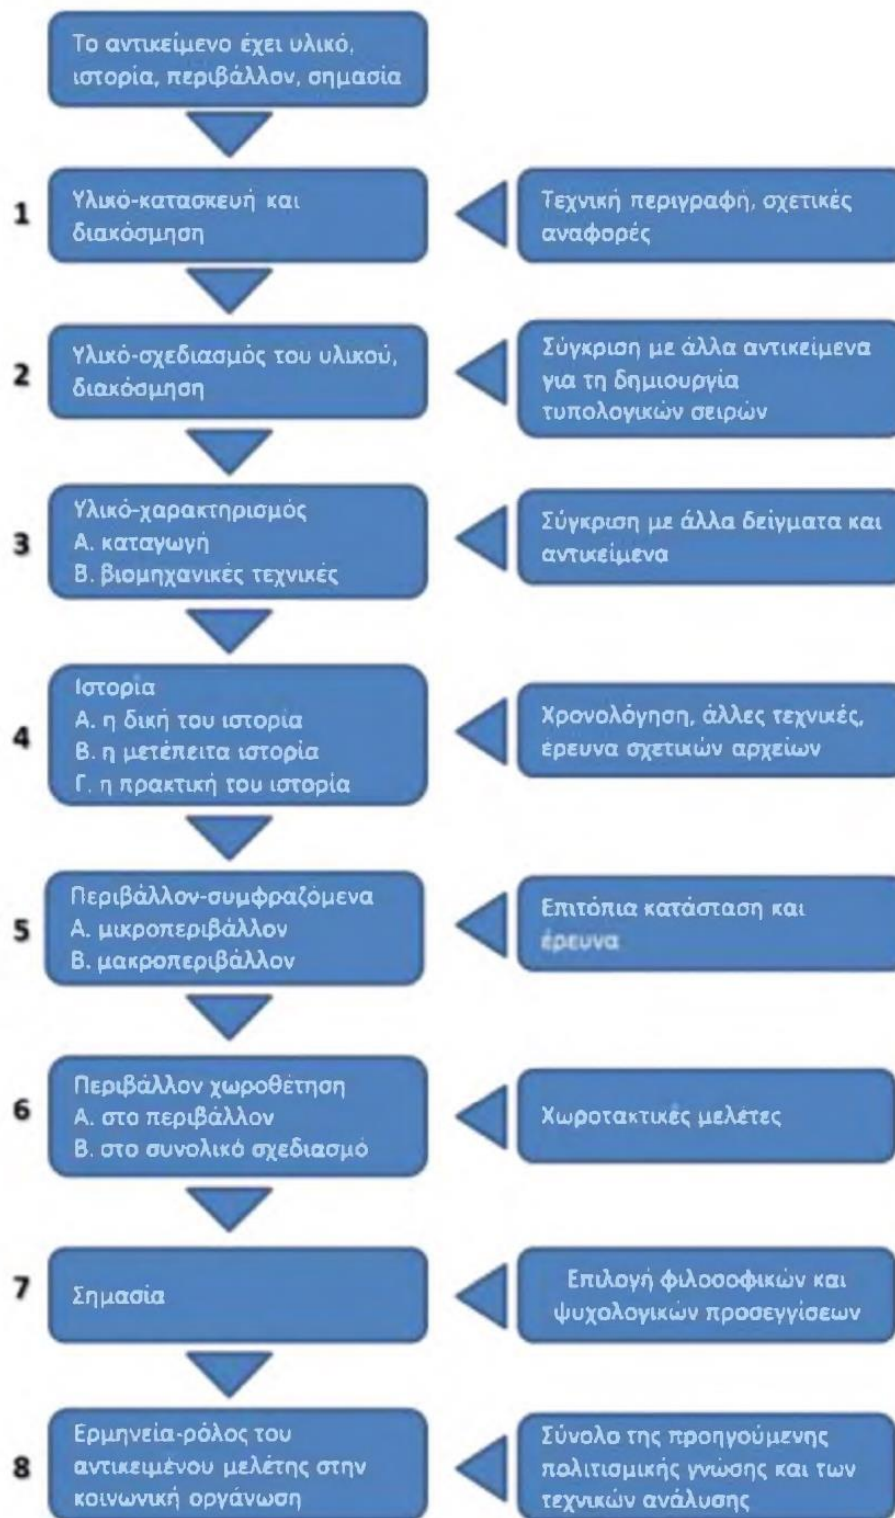 Το αντικείμενο έχει υλικό,
ιστορία, περιβάλλον, σημασία
1
Υλικό-κατασκευή και
διακόσμηση
Τεχνική περιγραφή, σχετικές
αναφορές
2
Υλικό-σχεδιασμός του υλικού,
διακόσμηση
Σύγκριση με άλλα αντικείμενα
για τη δημιουργία
τυπολογικών σειρών
3
Υλικό-χαρακτηρισμός
Α. καταγωγή
Β. βιομηχανικές τεχνικές
Σύγκριση με άλλα δείγματα και
αντικείμενα
4
Ιστορία
Α. η δική του ιστορία
Β. η μετέπειτα ιστορία
Γ. η πρακτική του ιστορία
Χρονολόγηση, άλλες τεχνικές,
έρευνα σχετικών αρχείων
5
Περιβάλλον-συμφραζόμενα
Α. μικροπεριβάλλον
Β. μακροπεριβάλλον
Επιτόπια κατάσταση και
έρευνα
6
Περιβάλλον χωροθέτηση
Α. στο περιβάλλον
Β. στο συνολικό σχεδιασμό
Χωροτακτικές μελέτες
7
Σημασία
Επιλογή φιλοσοφικών και
ψυχολογικών προσεγγίσεων
8
Ερμηνεία-ρόλος του
αντικειμένου μελέτης στην
κοινωνική οργάνωση
Σύνολο της προηγούμενης
πολιτισμικής γνώσης και των
τεχνικών ανάλυσης